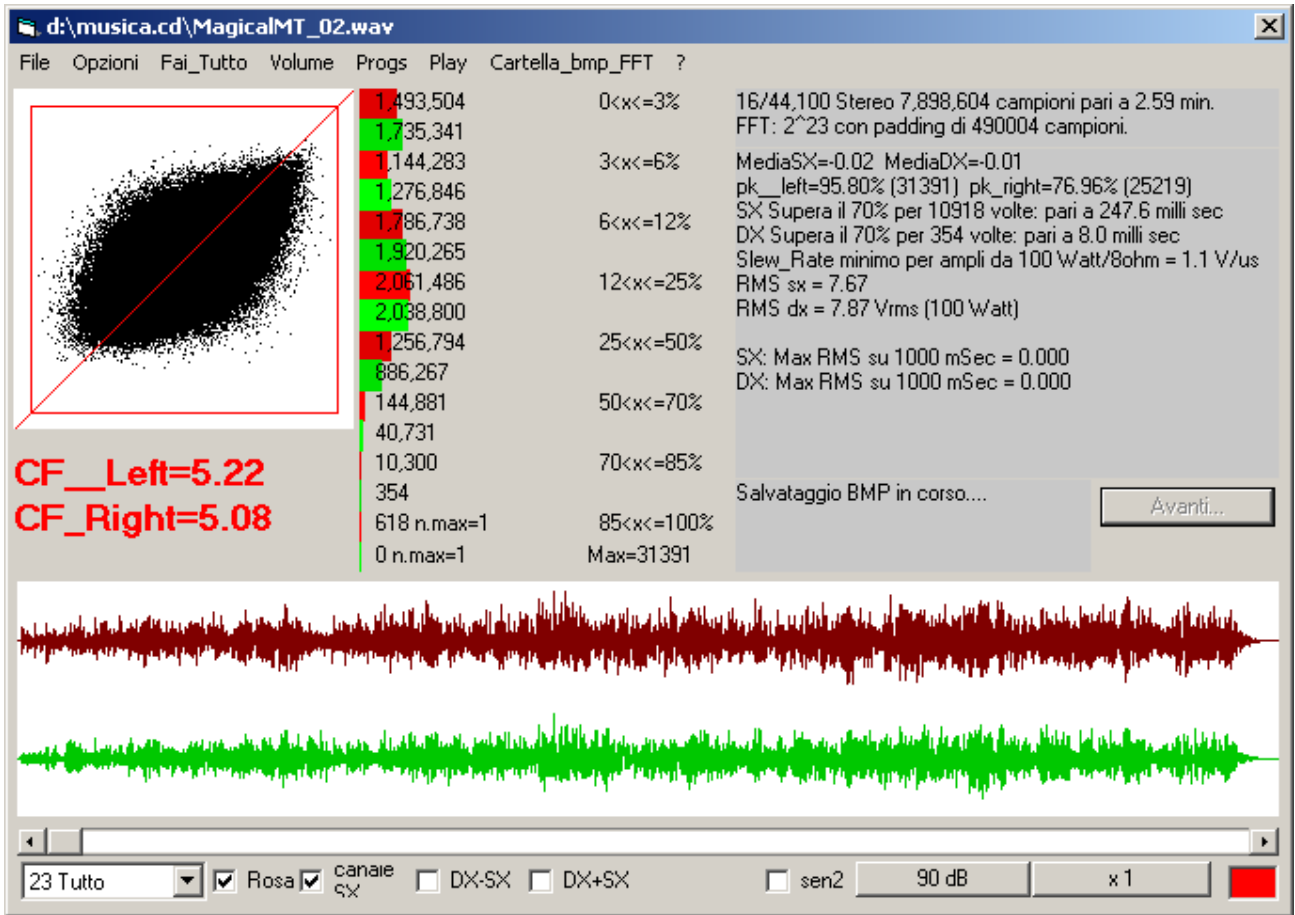 d:\musica.cd\MagicalMT_02.wav
File Opzioni Fai_Tutto Volume Progs Play Cartella_bmp_FFT ?
1,493,504 0<x<=3%
1,735,341
1,144,283 3<x<=6%
1,276,846
1,786,738 6<x<=12%
1,920,265
2,061,486 12<x<=25%
2,038,800
1,256,794 25<x<=50%
886,267
144,881 50<x<=70%
40,731
10,300 70<x<=85%
354
618 n.max=1 85<x<=100%
0 n.max=1 Max=31391
16/44,100 Stereo 7,898,604 campioni pari a 2.59 min.
FFT: 2^23 con padding di 490004 campioni.
MediaSX=-0.02 MediaDX=-0.01
pk__left=95.80% (31391) pk_right=76.96% (25219)
SX Supera il 70% per 10918 volte: pari a 247.6 milli sec
DX Supera il 70% per 354 volte: pari a 8.0 milli sec
Slew_Rate minimo per ampli da 100 Watt/8ohm = 1.1 V/us
RMS sx = 7.67
RMS dx = 7.87 Vrms (100 Watt)
SX: Max RMS su 1000 mSec = 0.000
DX: Max RMS su 1000 mSec = 0.000
CF__Left=5.22
CF_Right=5.08
Salvataggio BMP in corso....
Avanti...
23 Tutto Rosa canale SX DX-SX DX+SX sen2 90 dB x 1